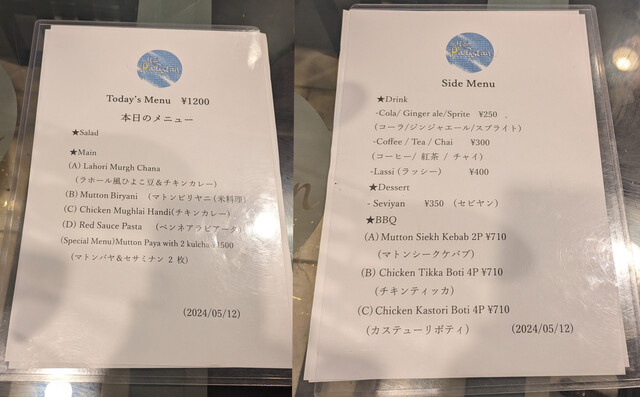 Pakistan
Today's Menu ¥1200
本日のメニュー
★Salad
★Main
(A) Lahori Murgh Chana
(ラホール風ひよこ豆&チキンカレー)
(B) Mutton Biryani (マトンビリヤニ(米料理)
(C) Chicken Mughlai Handi(チキンカレー)
(D) Red Sauce Pasta (ペンネアラビアータ)
(Special Menu)Mutton Paya with 2 kulcha ¥1500
(マトンパヤ&セサミナン 2 枚)
(2024/05/12)
Pakistan
Side Menu
★Drink
-Cola/ Ginger ale/Sprite ¥250
(コーラ/ジンジャエール/スプライト)
-Coffee / Tea / Chai ¥300
(コーヒー/ 紅茶 / チャイ)
-Lassi (ラッシー) ¥400
★Dessert
- Seviyan ¥350 (セビヤン)
★BBQ
(A) Mutton Siekh Kebab 2P ¥710
(マトンシークケバブ)
(B) Chicken Tikka Boti 4P ¥710
(チキンティッカ)
(C) Chicken Kastori Boti 4P ¥710
(カステューリボティ) (2024/05/12)